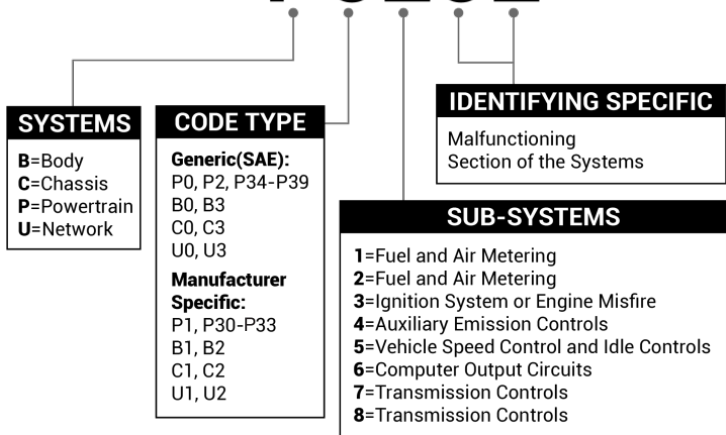 SYSTEMS
B=Body
C=Chassis
P=Powertrain
U=Network
CODE TYPE
Generic(SAE):
P0, P2, P34-P39
B0, B3
C0, C3
U0, U3
Manufacturer
Specific:
P1, P30-P33
B1, B2
C1, C2
U1, U2
IDENTIFYING SPECIFIC
Malfunctioning
Section of the Systems
SUB-SYSTEMS
1=Fuel and Air Metering
2=Fuel and Air Metering
3=Ignition System or Engine Misfire
4=Auxiliary Emission Controls
5=Vehicle Speed Control and Idle Controls
6=Computer Output Circuits
7=Transmission Controls
8=Transmission Controls